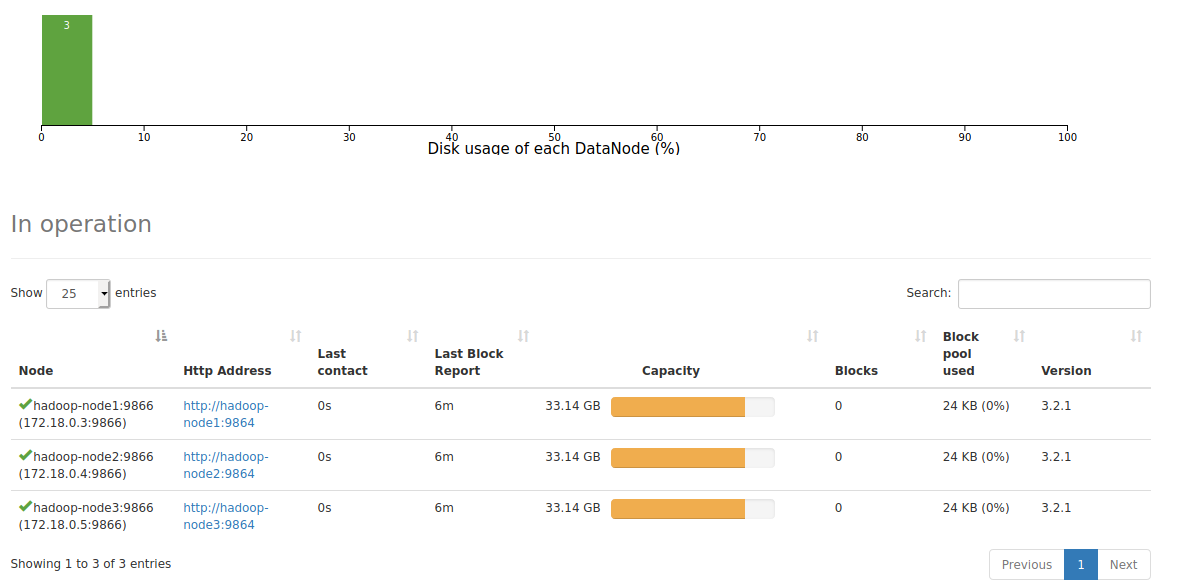 3
0 10 20 30 40 50 60 70 80 90 100
Disk usage of each DataNode (%)
In operation
Show 25 entries Search:
Node Http Address Last contact Last Block Report Capacity Blocks Block pool used Version
hadoop-node1:9866 http://hadoop- 0s 6m 33.14 GB 0 24 KB (0%) 3.2.1
(172.18.0.3:9866) node1:9864
hadoop-node2:9866 http://hadoop- 0s 6m 33.14 GB 0 24 KB (0%) 3.2.1
(172.18.0.4:9866) node2:9864
hadoop-node3:9866 http://hadoop- 0s 6m 33.14 GB 0 24 KB (0%) 3.2.1
(172.18.0.5:9866) node3:9864
Showing 1 to 3 of 3 entries Previous 1 Next